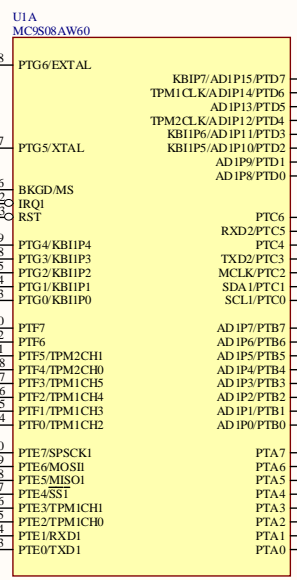 U1A
MC9S08AW60
PTG6/EXTAL
KBIP7/AD1P15/PTD7
TPM1CLK/AD1P14/PTD6
AD1P13/PTD5
TPM2CLK/AD1P12/PTD4
KBI1P6/AD1P11/PTD3
PTG5/XTAL
KBI1P5/AD1P10/PTD2
AD1P9/PTD1
AD1P8/PTD0
BKGD/MS
IRQ1
RST
PTC6
RXD2/PTC5
PTG4/KBI1P4
PTC4
PTG3/KBI1P3
TXD2/PTC3
PTG2/KBI1P2
MCLK/PTC2
PTG1/KBI1P1
SDA1/PTC1
PTG0/KBI1P0
SCL1/PTC0
PTF7
AD1P7/PTB7
PTF6
AD1P6/PTB6
PTF5/TPM2CH1
AD1P5/PTB5
PTF4/TPM2CH0
AD1P4/PTB4
PTF3/TPM1CH5
AD1P3/PTB3
PTF2/TPM1CH4
AD1P2/PTB2
PTF1/TPM1CH3
AD1P1/PTB1
PTF0/TPM1CH2
AD1P0/PTB0
PTE7/SPSCK1
PTA7
PTE6/MOSI1
PTA6
PTE5/MISO1
PTA5
PTE4/SS1
PTA4
PTE3/TPM1CH1
PTA3
PTE2/TPM1CH0
PTA2
PTE1/RXD1
PTA1
PTE0/TXD1
PTA0